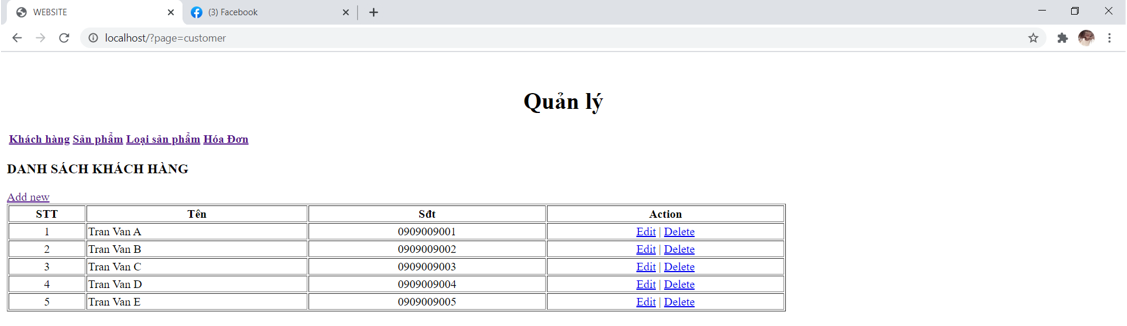 WEBSITE
(3) Facebook
localhost/?page=customer
Quản lý
Khách hàng Sản phẩm Loại sản phẩm Hóa Đơn
DANH SÁCH KHÁCH HÀNG
Add new
STT Tên Sđt Action
1 Tran Van A 0909009001 Edit | Delete
2 Tran Van B 0909009002 Edit | Delete
3 Tran Van C 0909009003 Edit | Delete
4 Tran Van D 0909009004 Edit | Delete
5 Tran Van E 0909009005 Edit | Delete